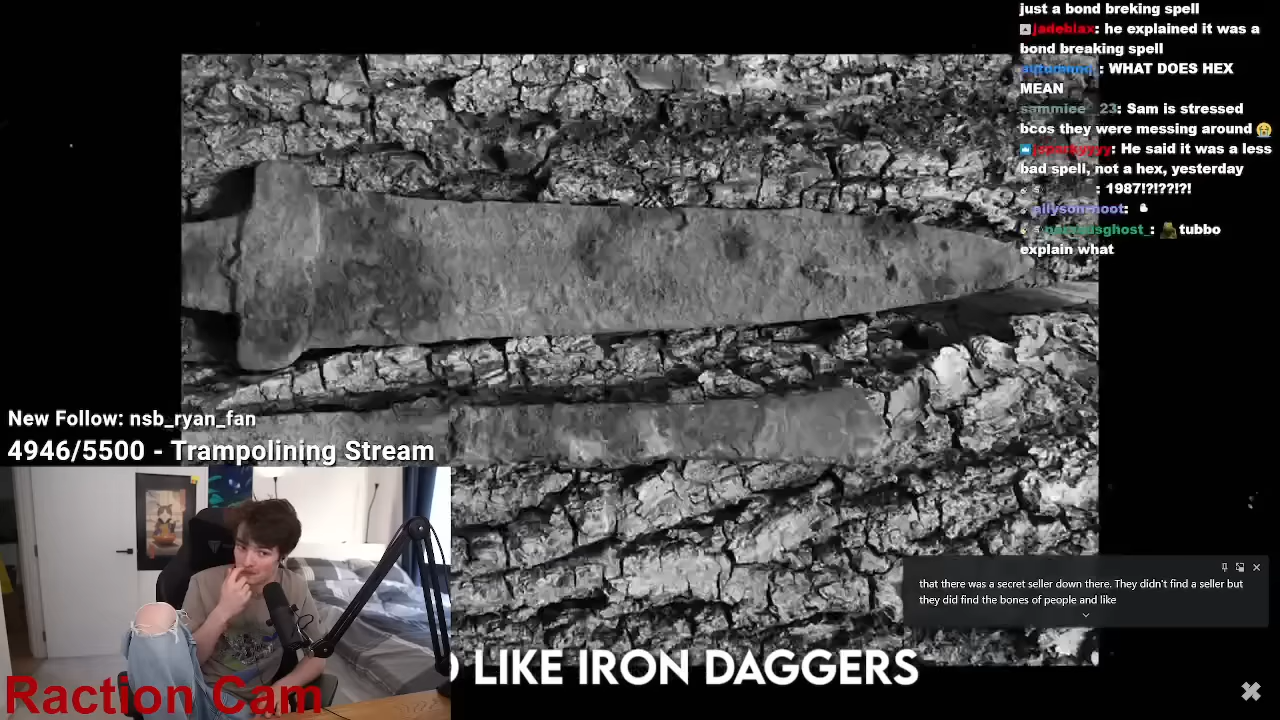 just a bond breking spell
jadeblax: he explained it was a
bond breaking spell
: WHAT DOES HEX
MEAN
sammiee_23: Sam is stressed
bcos they were messing around
: He said it was a less
bad spell, not a hex, yesterday
: 1987!?!??!?!
:
: tubbo
explain what
New Follow: nsb_ryan_fan
4946/5500 - Trampolining Stream
that there was a secret seller down there. They didn't find a seller but
they did find the bones of people and like
LIKE IRON DAGGERS
Raction Cam